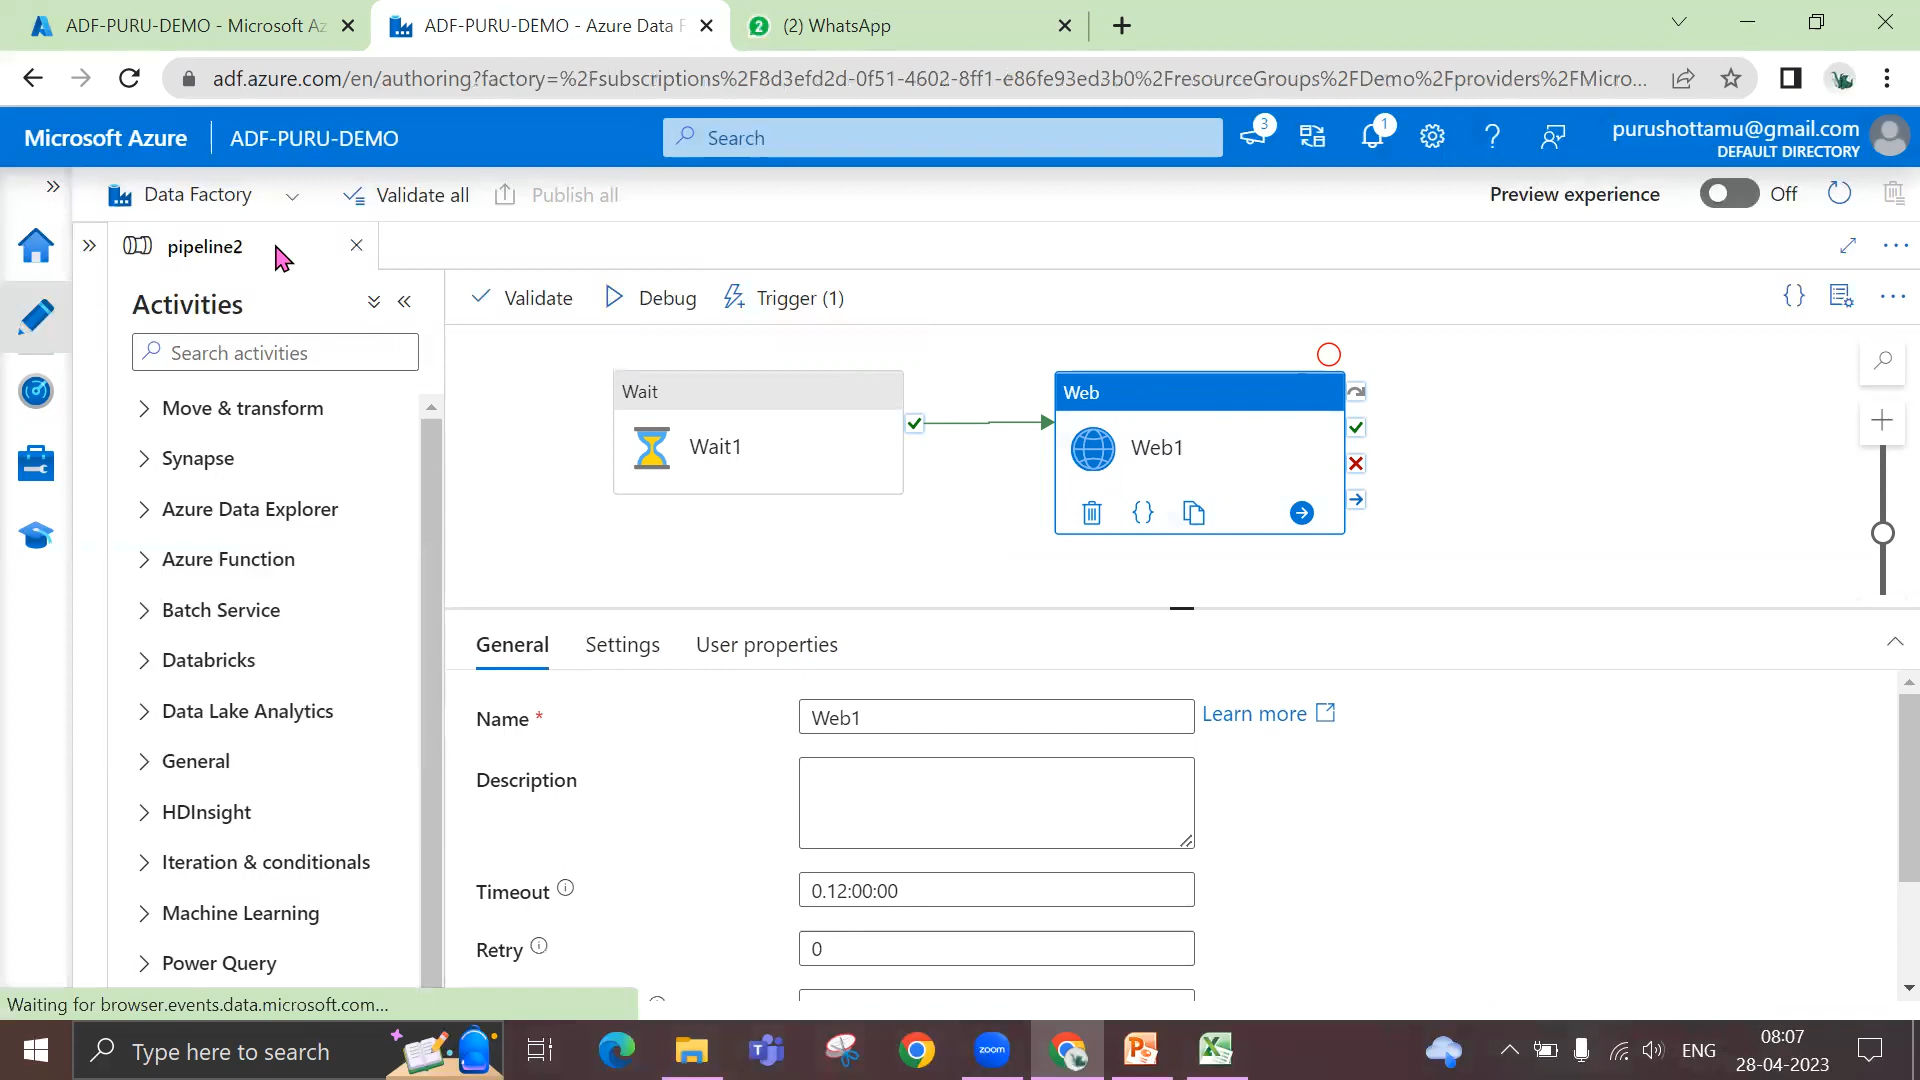 ADF-PURU-DEMO - Microsoft Az
ADF-PURU-DEMO - Azure Data F
2 (2) WhatsApp
adf.azure.com/en/authoring?factory=%2Fsubscriptions%2F8d3efd2d-0f51-4602-8ff1-e86fe93ed3b0%2FresourceGroups%2FDemo%2Fproviders%2FMicro...
Microsoft Azure
ADF-PURU-DEMO
Search
3
1
purushottamu@gmail.com
DEFAULT DIRECTORY
Data Factory
Validate all
Publish all
Preview experience
Off
pipeline2
Activities
Search activities
Move & transform
Synapse
Azure Data Explorer
Azure Function
Batch Service
Databricks
Data Lake Analytics
General
HDInsight
Iteration & conditionals
Machine Learning
Power Query
Validate
Debug
Trigger (1)
Wait
Wait1
Web
Web1
General
Settings
User properties
Name *
Web1
Learn more
Description
Timeout
0.12:00:00
Retry
0
Waiting for browser.events.data.microsoft.com...
Type here to search
zoom
ENG
08:07
28-04-2023